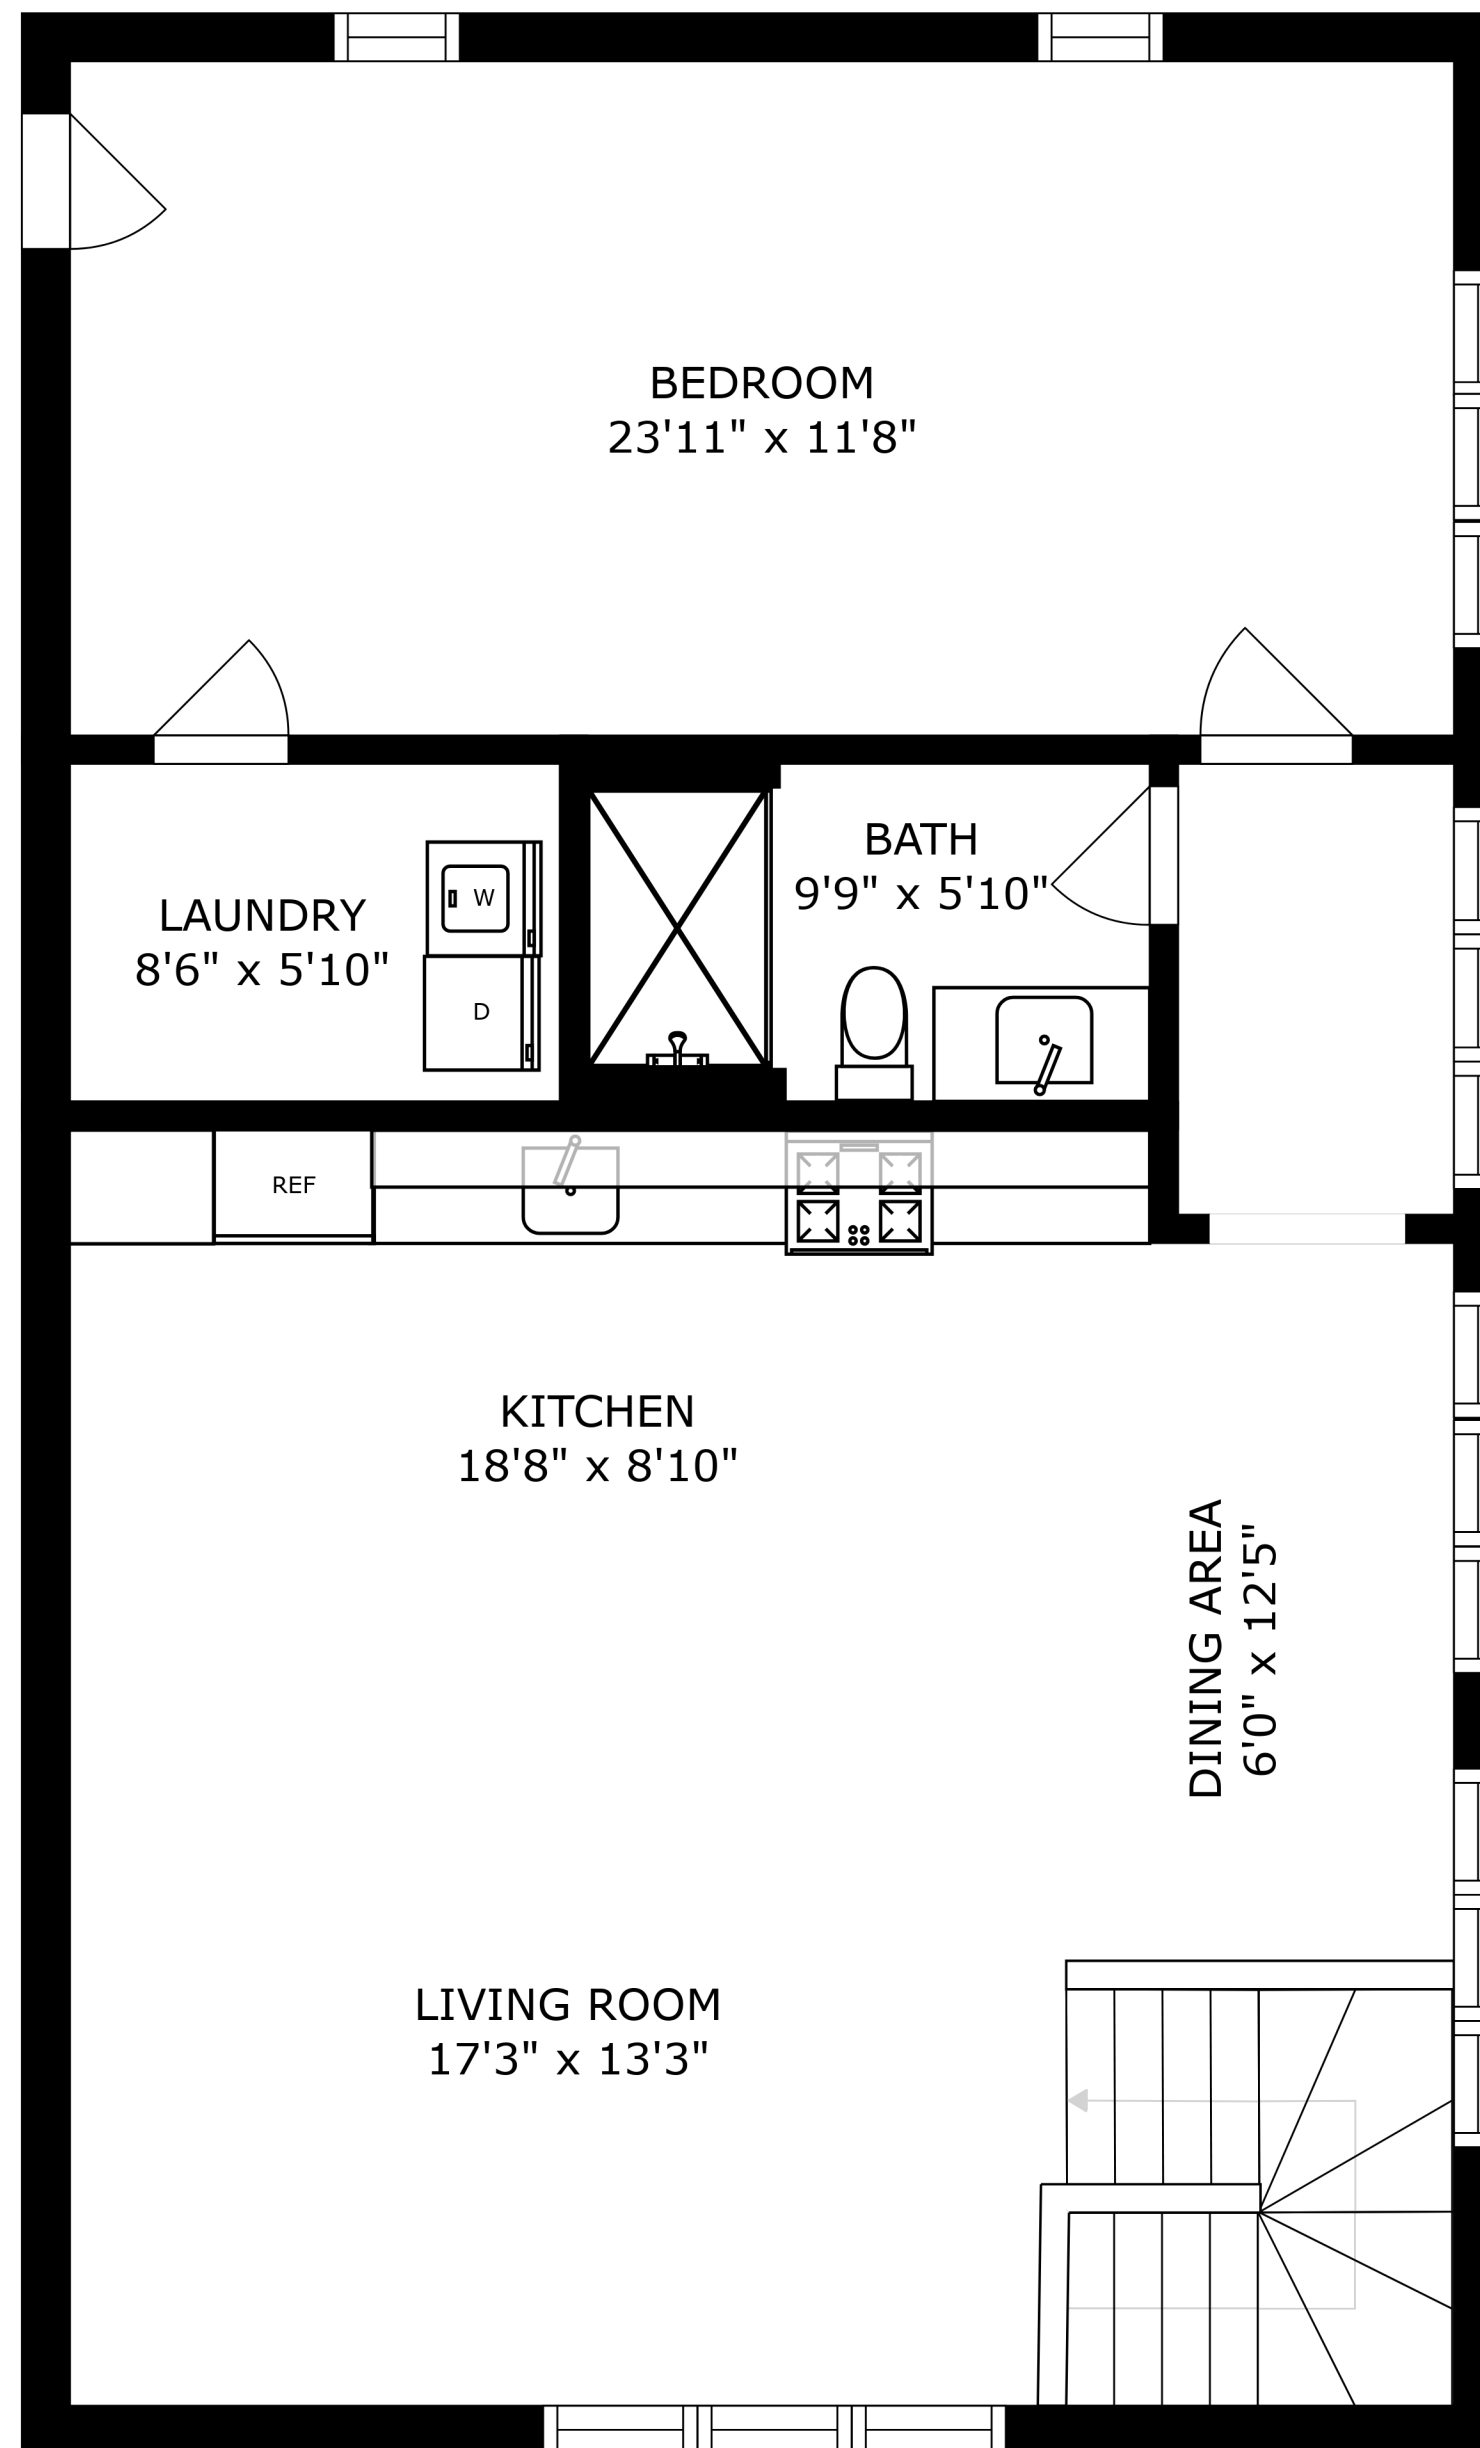 BEDROOM
23'11" x 11'8"
BATH
9'9" x 5'10"
W
LAUNDRY
8'6" x 5'10"
D
REF
KITCHEN
18'8" x 8'10"
DINING AREA
6'0" x 12'5"
LIVING ROOM
17'3" x 13'3"